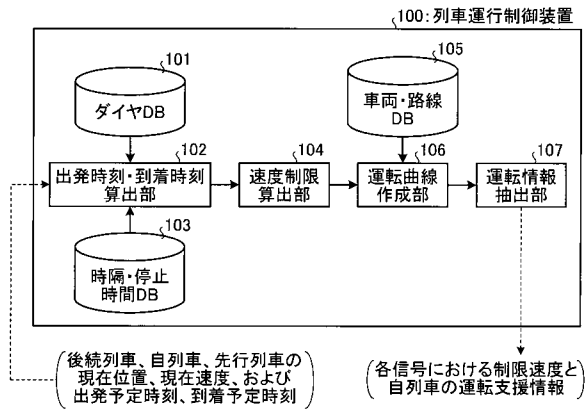 100:列車運行制御装置
101
ダイヤDB
105
車両・路線
DB
102
出発時刻・到着時刻
算出部
104
速度制限
算出部
106
運転曲線
作成部
107
運転情報
抽出部
103
時隔・停止
時間DB
後続列車、自列車、先行列車の
現在位置、現在速度、および
出発予定時刻、到着予定時刻
各信号における制限速度と
自列車の運転支援情報